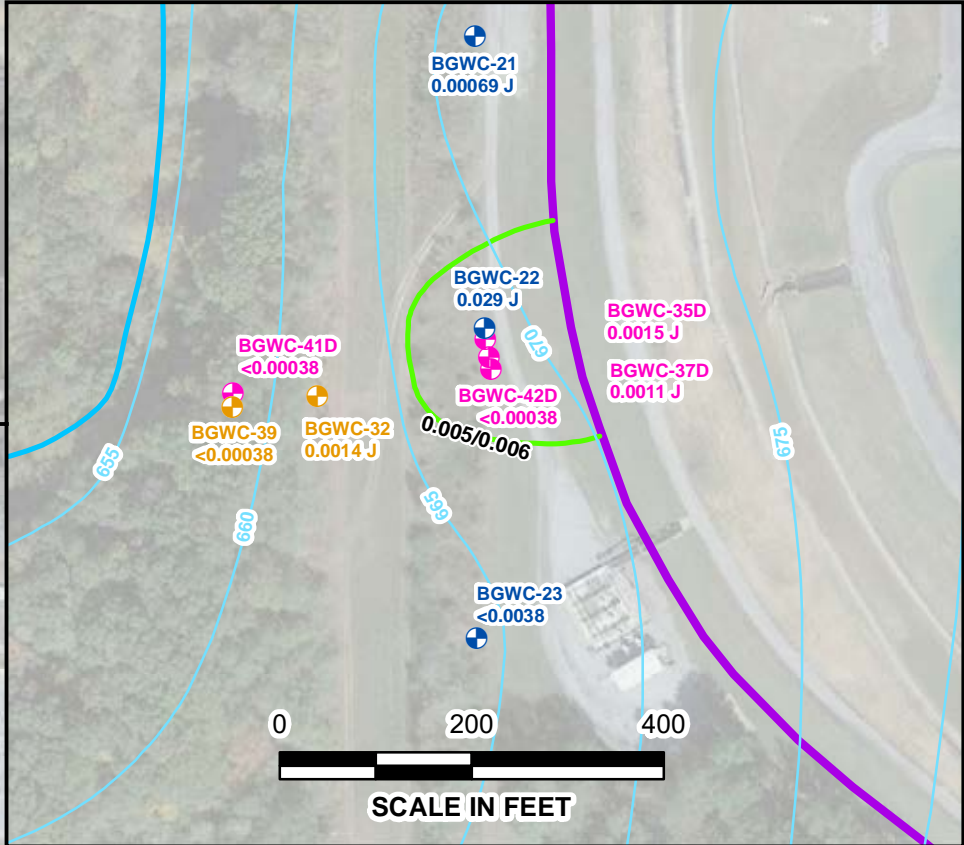 BGWC-21
0.00069 J
BGWC-22
0.029 J
670
BGWC-35D
0.0015 J
BGWC-37D
0.0011 J
BGWC-41D
<0.00038
BGWC-42D
<0.00038
BGWC-39
<0.00038
BGWC-32
0.0014 J
0.005/0.006
675
655
665
660
BGWC-23
<0.0038
0 200 400
SCALE IN FEET